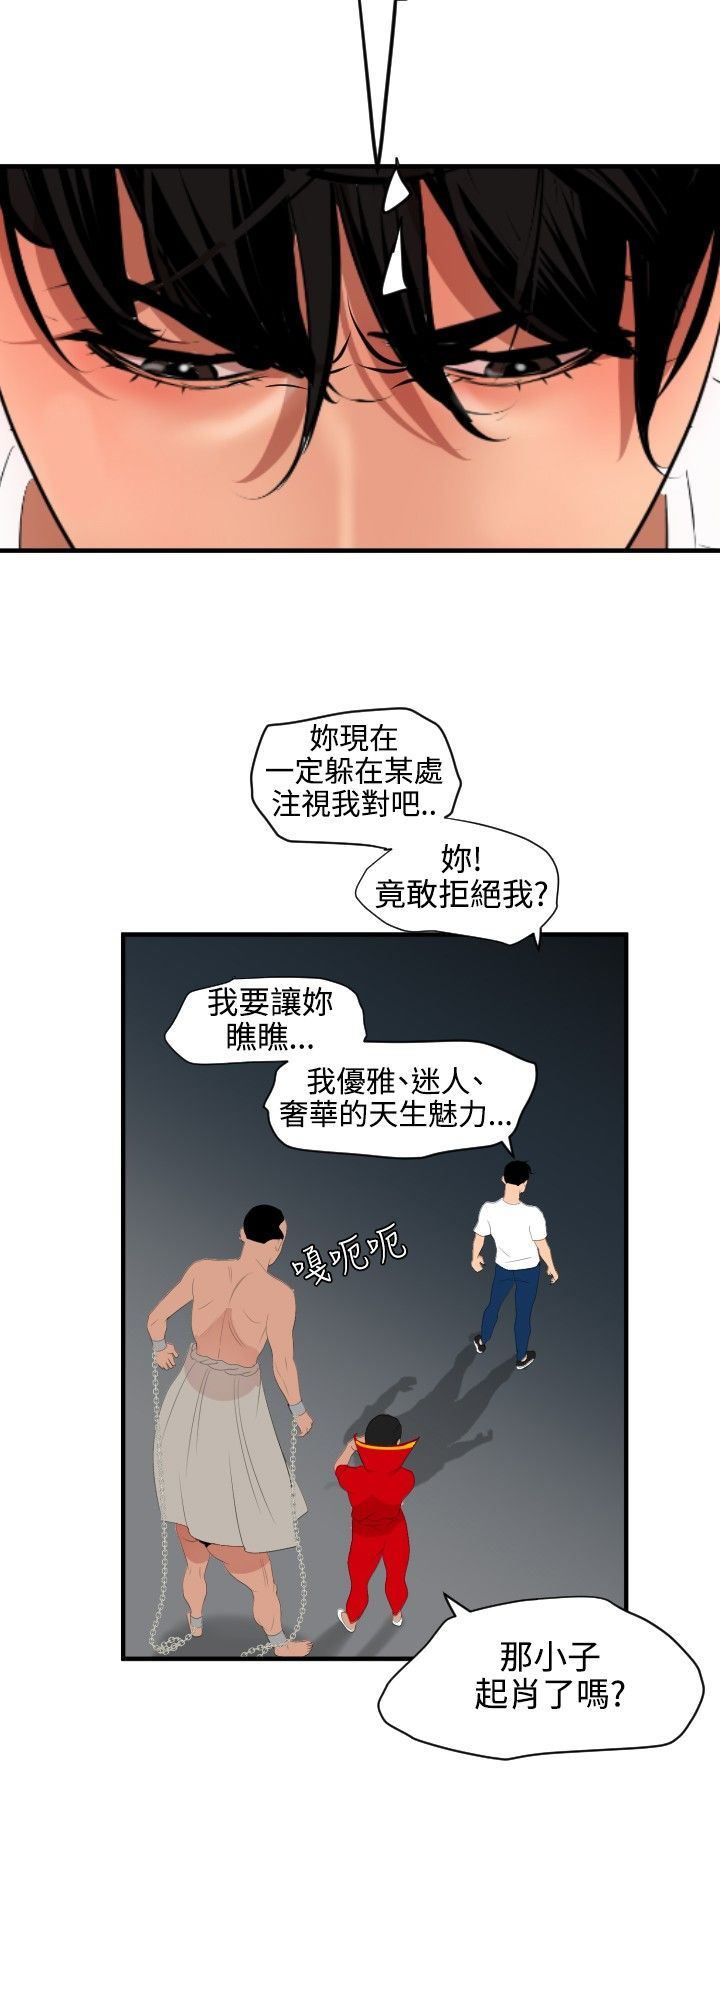 妳現在
一定躲在某處
注視我對吧..
妳!
竟敢拒絕我?
我要讓妳
瞧瞧...
我優雅、迷人、
奢華的天生魅力...
嘎呃呃
那小子
起肖了嗎?